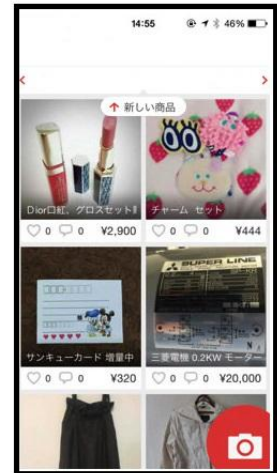 14:55
46%
↑ 新しい商品
Dior口紅、グロスセット
チャーム セット
0 0 ¥2,900
0 0 ¥444
SUPER LINE
サンキューカード 増量中
三菱電機 0.2KW モーター
0 0 ¥320
0 0 ¥20,000